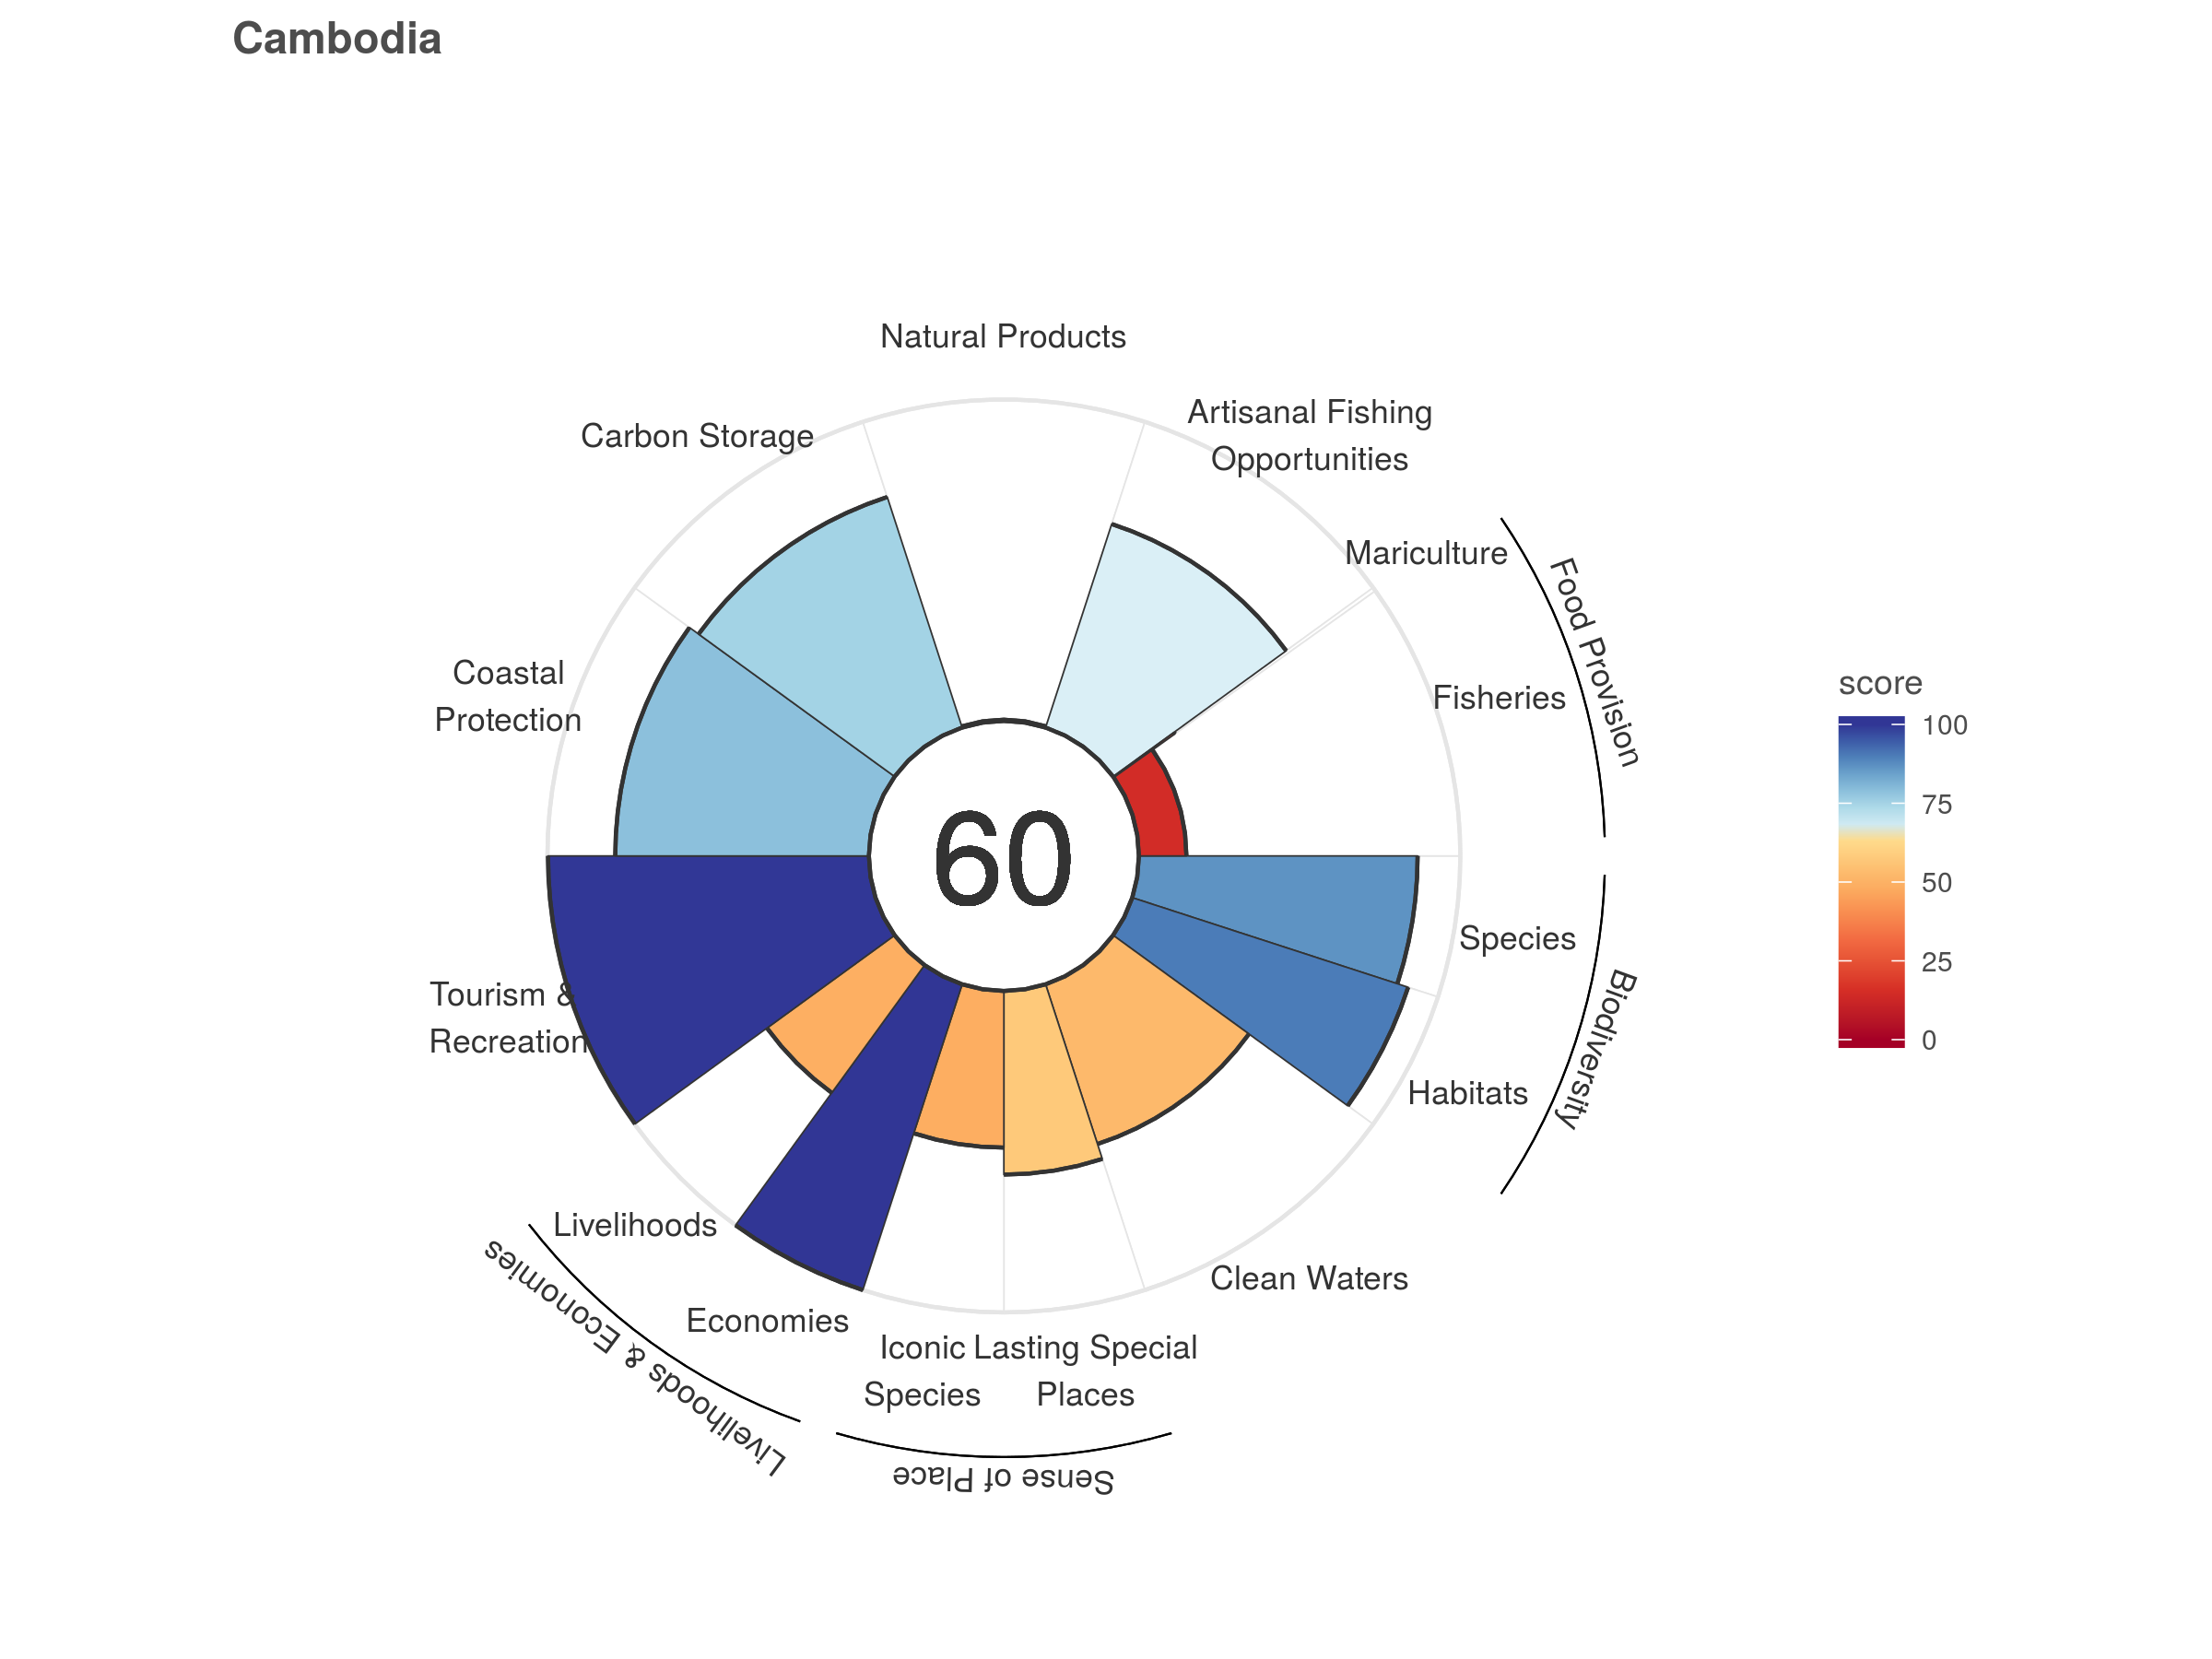 Cambodia
Natural Products
Artisanal Fishing
Opportunities
Carbon Storage
Mariculture
Food Provision
Fisheries
Coastal
Protection
60
score
100
75
50
25
0
Species
Biodiversity
Habitats
Tourism &
Recreation
Livelihoods
Economies
Livelihoods & Economies
Clean Waters
Iconic
Species
Lasting Special
Places
Sense of Place